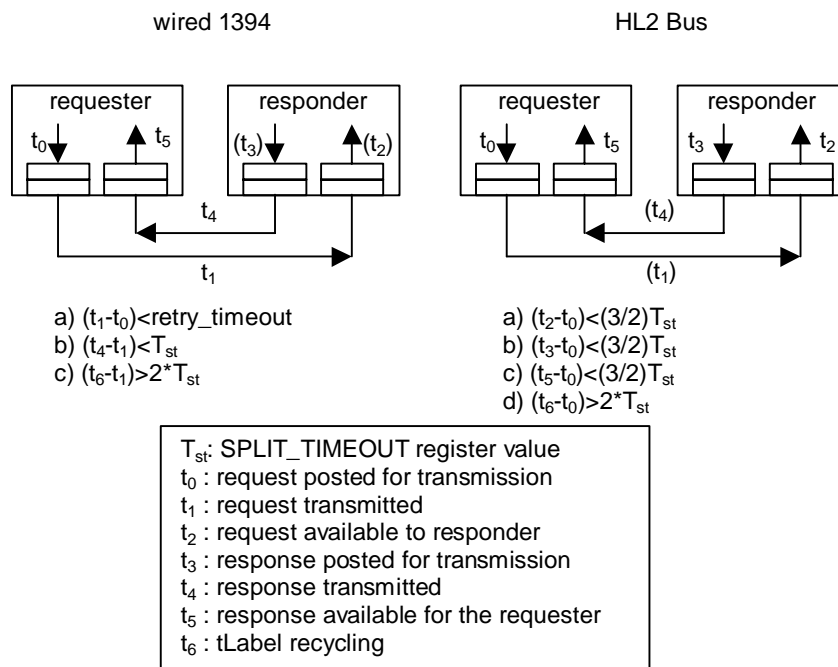 wired 1394 HL2 Bus
requester responder requester responder
t₀ t₅ (t₃) (t₂) t₀ t₅ t₃ t₂
t₄ (t₄)
t₁ (t₁)
a) (t₁-t₀)<retry_timeout
b) (t₄-t₁)<Tₛₜ
c) (t₆-t₁)>2*Tₛₜ
a) (t₂-t₀)<(3/2)Tₛₜ
b) (t₃-t₀)<(3/2)Tₛₜ
c) (t₅-t₀)<(3/2)Tₛₜ
d) (t₆-t₀)>2*Tₛₜ
Tₛₜ: SPLIT_TIMEOUT register value
t₀ : request posted for transmission
t₁ : request transmitted
t₂ : request available to responder
t₃ : response posted for transmission
t₄ : response transmitted
t₅ : response available for the requester
t₆ : tLabel recycling